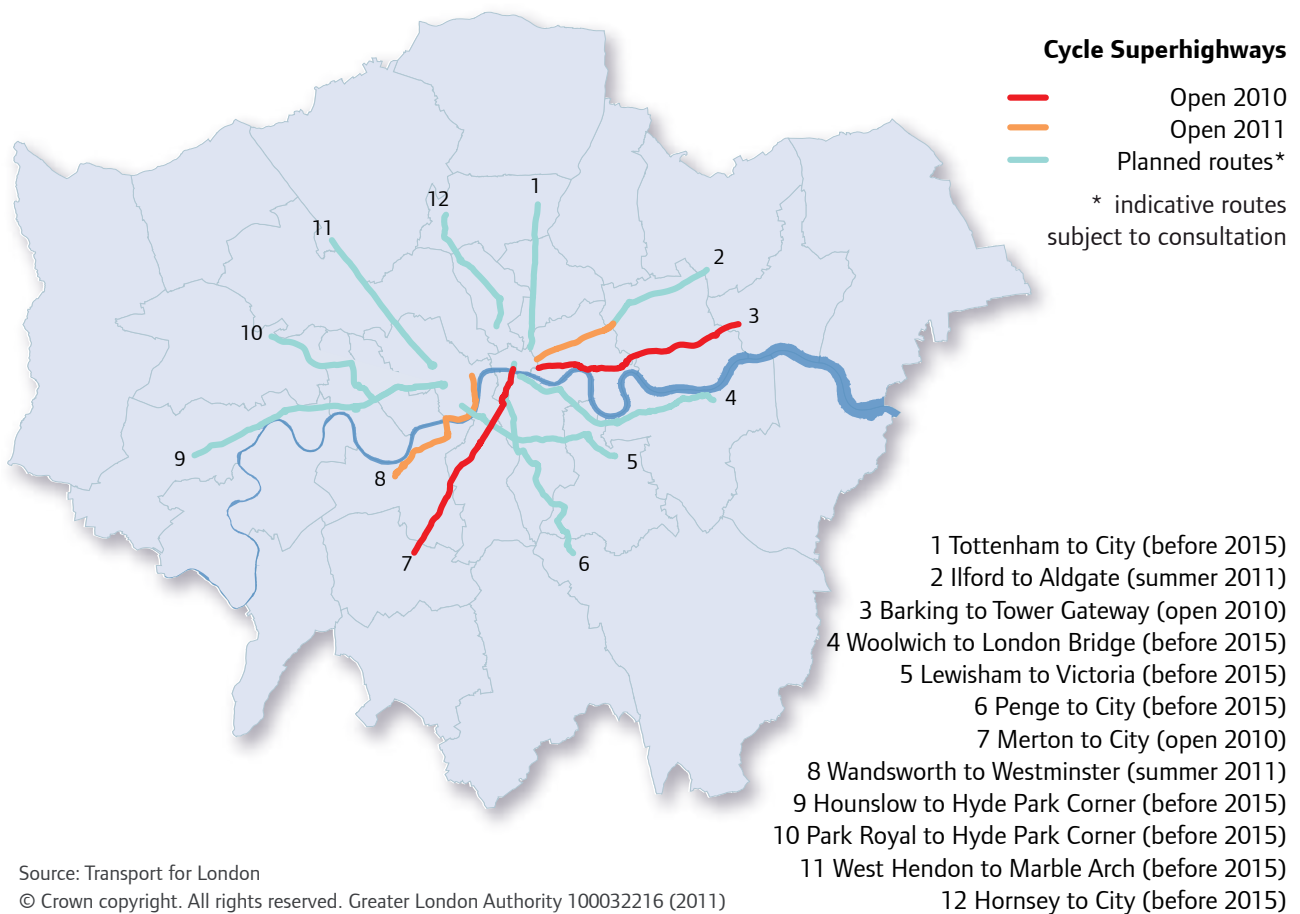 Cycle Superhighways
Open 2010
Open 2011
Planned routes*
* indicative routes
subject to consultation
1
12
11
2
3
10
4
9
5
8
7
6
1 Tottenham to City (before 2015)
2 Ilford to Aldgate (summer 2011)
3 Barking to Tower Gateway (open 2010)
4 Woolwich to London Bridge (before 2015)
5 Lewisham to Victoria (before 2015)
6 Penge to City (before 2015)
7 Merton to City (open 2010)
8 Wandsworth to Westminster (summer 2011)
9 Hounslow to Hyde Park Corner (before 2015)
10 Park Royal to Hyde Park Corner (before 2015)
11 West Hendon to Marble Arch (before 2015)
12 Hornsey to City (before 2015)
Source: Transport for London
© Crown copyright. All rights reserved. Greater London Authority 100032216 (2011)